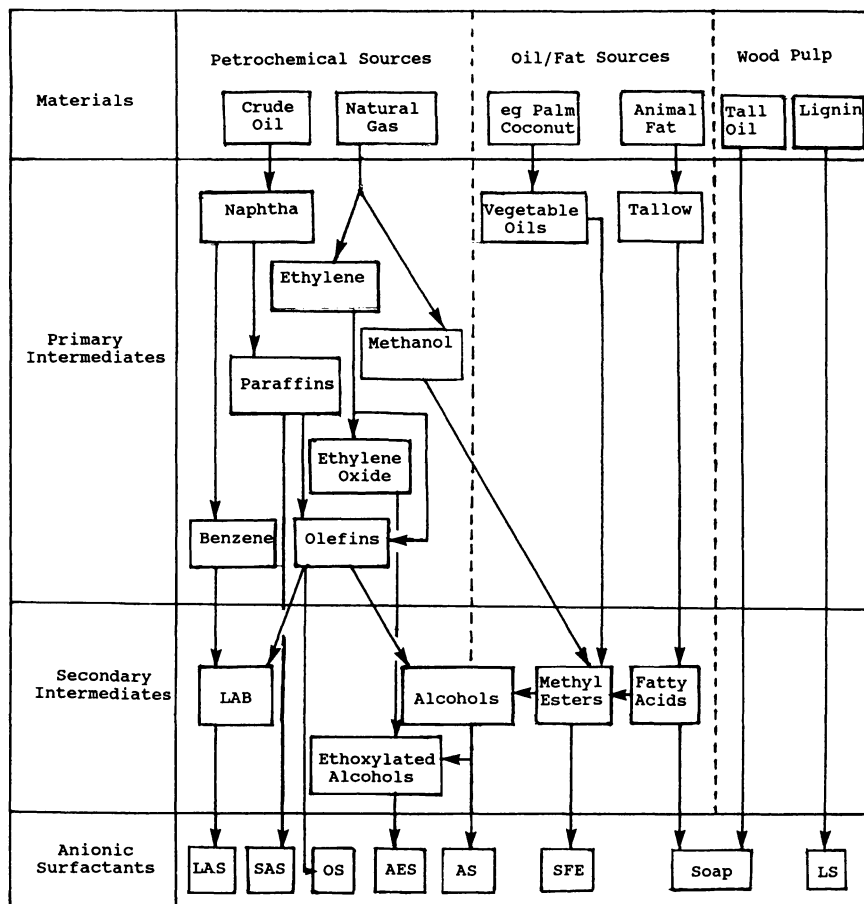 Petrochemical Sources
Oil/Fat Sources
Wood Pulp
Materials
Crude
Oil
Natural
Gas
eg Palm
Coconut
Animal
Fat
Tall
Oil
Lignin
Naphtha
Vegetable
Oils
Tallow
Ethylene
Primary
Intermediates
Methanol
Paraffins
Ethylene
Oxide
Benzene
Olefins
Secondary
Intermediates
LAB
Alcohols
Methyl
Esters
Fatty
Acids
Ethoxylated
Alcohols
Anionic
Surfactants
LAS
SAS
OS
AES
AS
SFE
Soap
LS